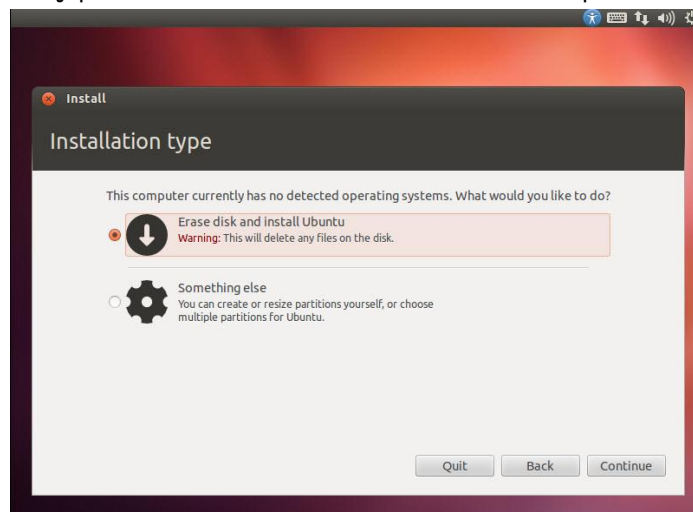 Install
Installation type
This computer currently has no detected operating systems. What would you like to do?
Erase disk and install Ubuntu
Warning: This will delete any files on the disk.
Something else
You can create or resize partitions yourself, or choose
multiple partitions for Ubuntu.
Quit Back Continue